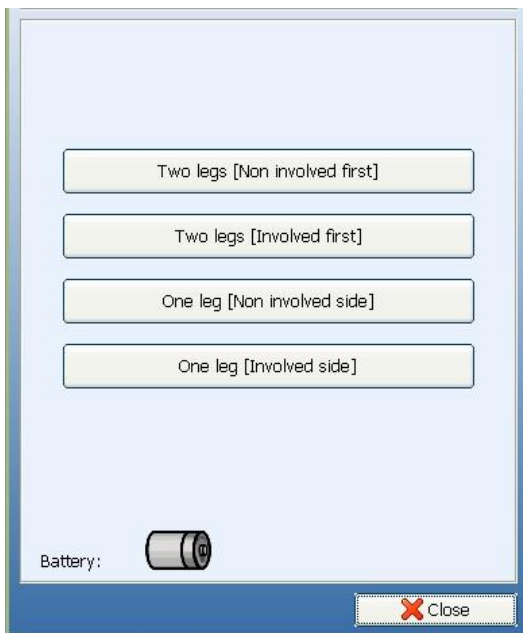 Two legs [Non involved first]
Two legs [Involved first]
One leg [Non involved side]
One leg [Involved side]
Battery:
Close